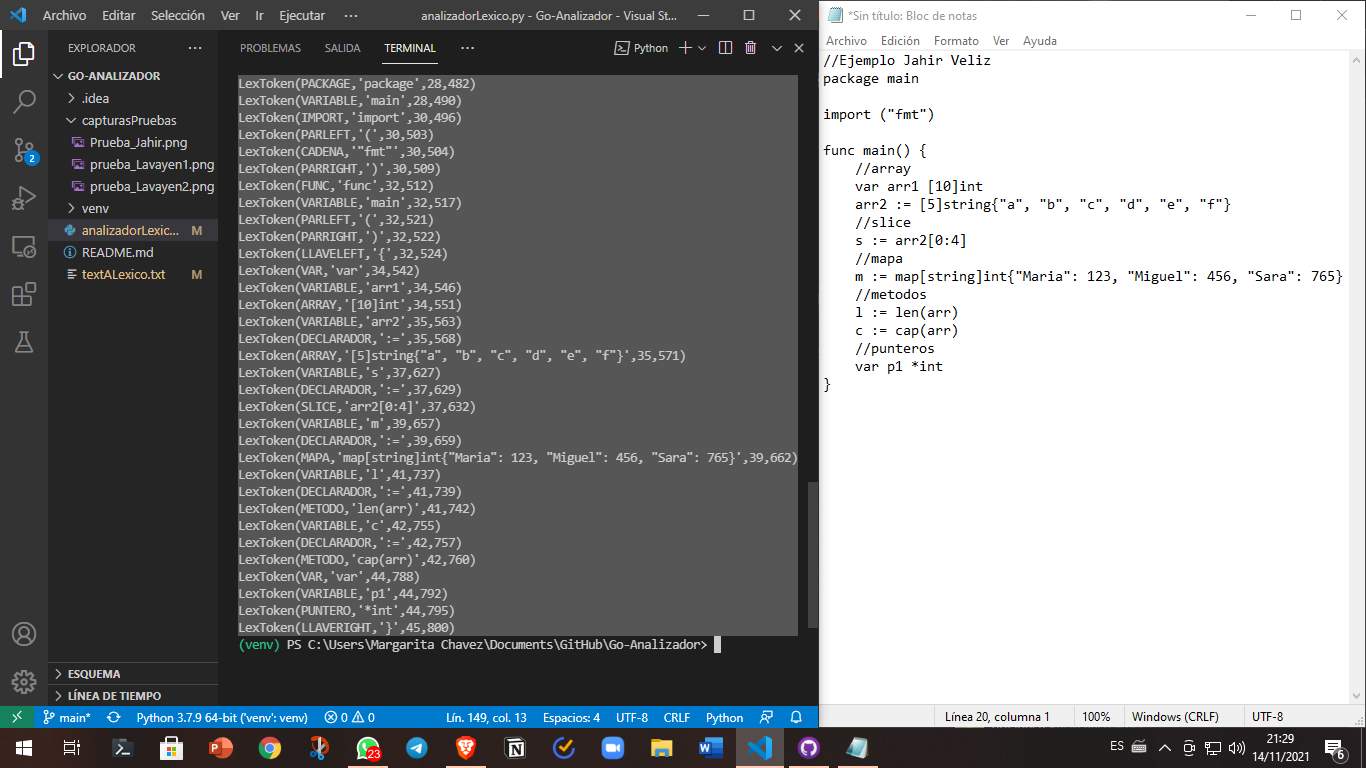 Archivo Editar Selección Ver Ir Ejecutar ··· analizadorLexico.py - Go-Analizador - Visual St...
EXPLORADOR ···
GO-ANALIZADOR
.idea
capturasPruebas
Prueba_Jahir.png
prueba_Lavayen1.png
prueba_Lavayen2.png
venv
analizadorLexic... M
README.md
textALexico.txt M
ESQUEMA
LÍNEA DE TIEMPO
2
PROBLEMAS SALIDA TERMINAL ··· Python
LexToken(PACKAGE,'package',28,482)
LexToken(VARIABLE,'main',28,490)
LexToken(IMPORT,'import',30,496)
LexToken(PARLEFT,'(',30,503)
LexToken(CADENA,'"fmt"',30,504)
LexToken(PARRIGHT,')',30,509)
LexToken(FUNC,'func',32,512)
LexToken(VARIABLE,'main',32,517)
LexToken(PARLEFT,'(',32,521)
LexToken(PARRIGHT,')',32,522)
LexToken(LLAVELEFT,'{',32,524)
LexToken(VAR,'var',34,542)
LexToken(VARIABLE,'arr1',34,546)
LexToken(ARRAY,'[10]int',34,551)
LexToken(VARIABLE,'arr2',35,563)
LexToken(DECLARADOR,':=',35,568)
LexToken(ARRAY,'[5]string{"a", "b", "c", "d", "e", "f"}',35,571)
LexToken(VARIABLE,'s',37,627)
LexToken(DECLARADOR,':=',37,629)
LexToken(SLICE,'arr2[0:4]',37,632)
LexToken(VARIABLE,'m',39,657)
LexToken(DECLARADOR,':=',39,659)
LexToken(MAPA,'map[string]int{"Maria": 123, "Miguel": 456, "Sara": 765}',39,662)
LexToken(VARIABLE,'l',41,737)
LexToken(DECLARADOR,':=',41,739)
LexToken(METODO,'len(arr)',41,742)
LexToken(VARIABLE,'c',42,755)
LexToken(DECLARADOR,':=',42,757)
LexToken(METODO,'cap(arr)',42,760)
LexToken(VAR,'var',44,788)
LexToken(VARIABLE,'p1',44,792)
LexToken(PUNTERO,'*int',44,795)
LexToken(LLAVERIGHT,'}',45,800)
(venv) PS C:\Users\Margarita Chavez\Documents\GitHub\Go-Analizador>
main* Python 3.7.9 64-bit ('venv': venv) 0 0 Lín. 149, col. 13 Espacios: 4 UTF-8 CRLF Python
*Sin título: Bloc de notas
Archivo Edición Formato Ver Ayuda
//Ejemplo Jahir Veliz
package main
import ("fmt")
func main() {
//array
var arr1 [10]int
arr2 := [5]string{"a", "b", "c", "d", "e", "f"}
//slice
s := arr2[0:4]
//mapa
m := map[string]int{"Maria": 123, "Miguel": 456, "Sara": 765}
//metodos
l := len(arr)
c := cap(arr)
//punteros
var p1 *int
}
Línea 20, columna 1 100% Windows (CRLF) UTF-8
23
ES
21:29
14/11/2021
6